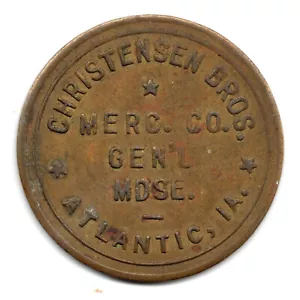 CHRISTENSEN BROS.
MERC. CO.
GEN'L
MDSE.
ATLANTIC, IA.